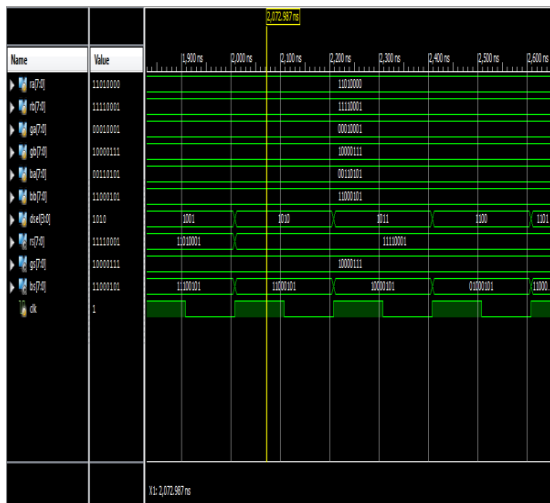 2,072.987 ns
Name Value 1,900 ns 2,000 ns 2,100 ns 2,200 ns 2,300 ns 2,400 ns 2,500 ns 2,600 ns
ra[7:0] 11010000 11010000
rb[7:0] 11110001 11110001
ga[7:0] 00010001 00010001
gb[7:0] 10000111 10000111
ba[7:0] 00110101 00110101
bb[7:0] 11000101 11000101
dsel[3:0] 1010 1001 1010 1011 1100 1101
rs[7:0] 11110001 11010001 11110001
gs[7:0] 10000111 10000111
bs[7:0] 11000101 11100101 11000101 10000101 01000101 11000
clk 1
X1: 2,072.987 ns